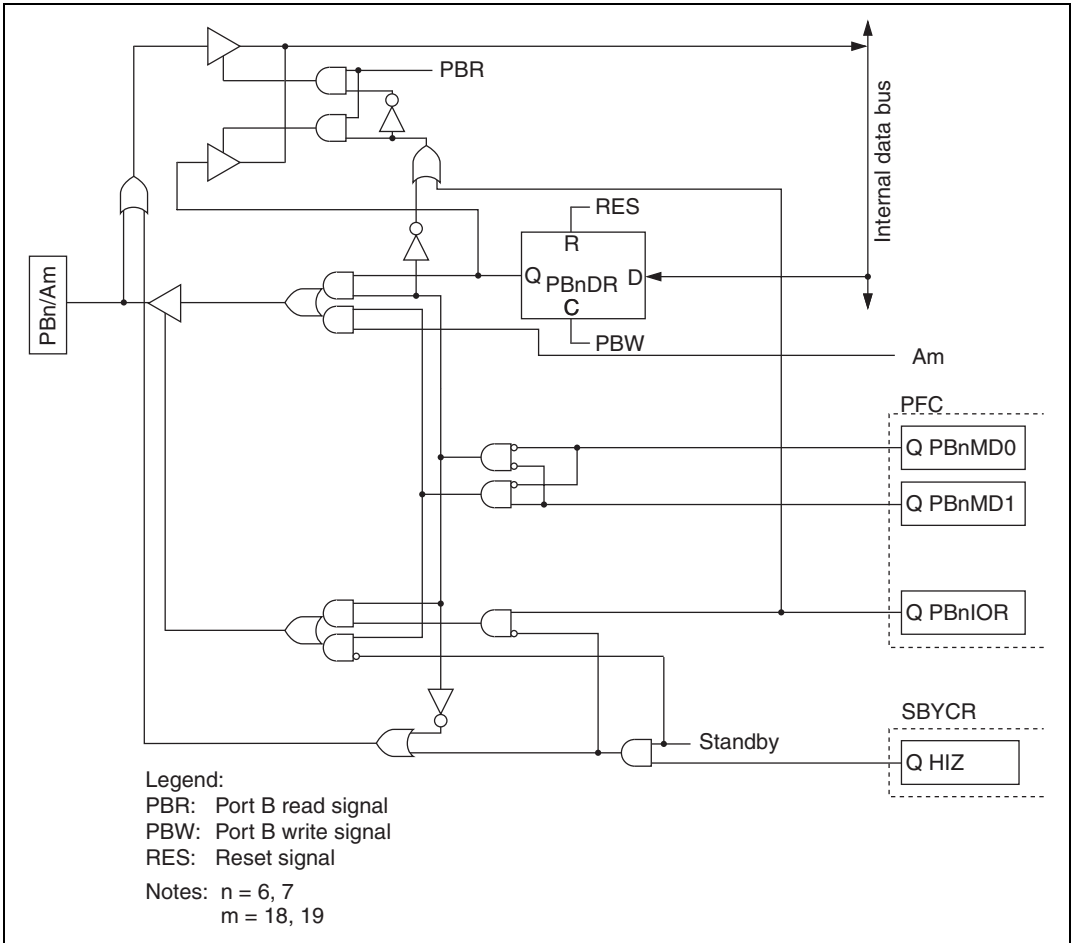 PBR
Internal data bus
RES
R
Q PBnDR D
C
PBn/Am
PBW
Am
PFC
Q PBnMD0
Q PBnMD1
Q PBnIOR
SBYCR
Standby
Q HIZ
Legend:
PBR: Port B read signal
PBW: Port B write signal
RES: Reset signal
Notes: n = 6, 7
m = 18, 19